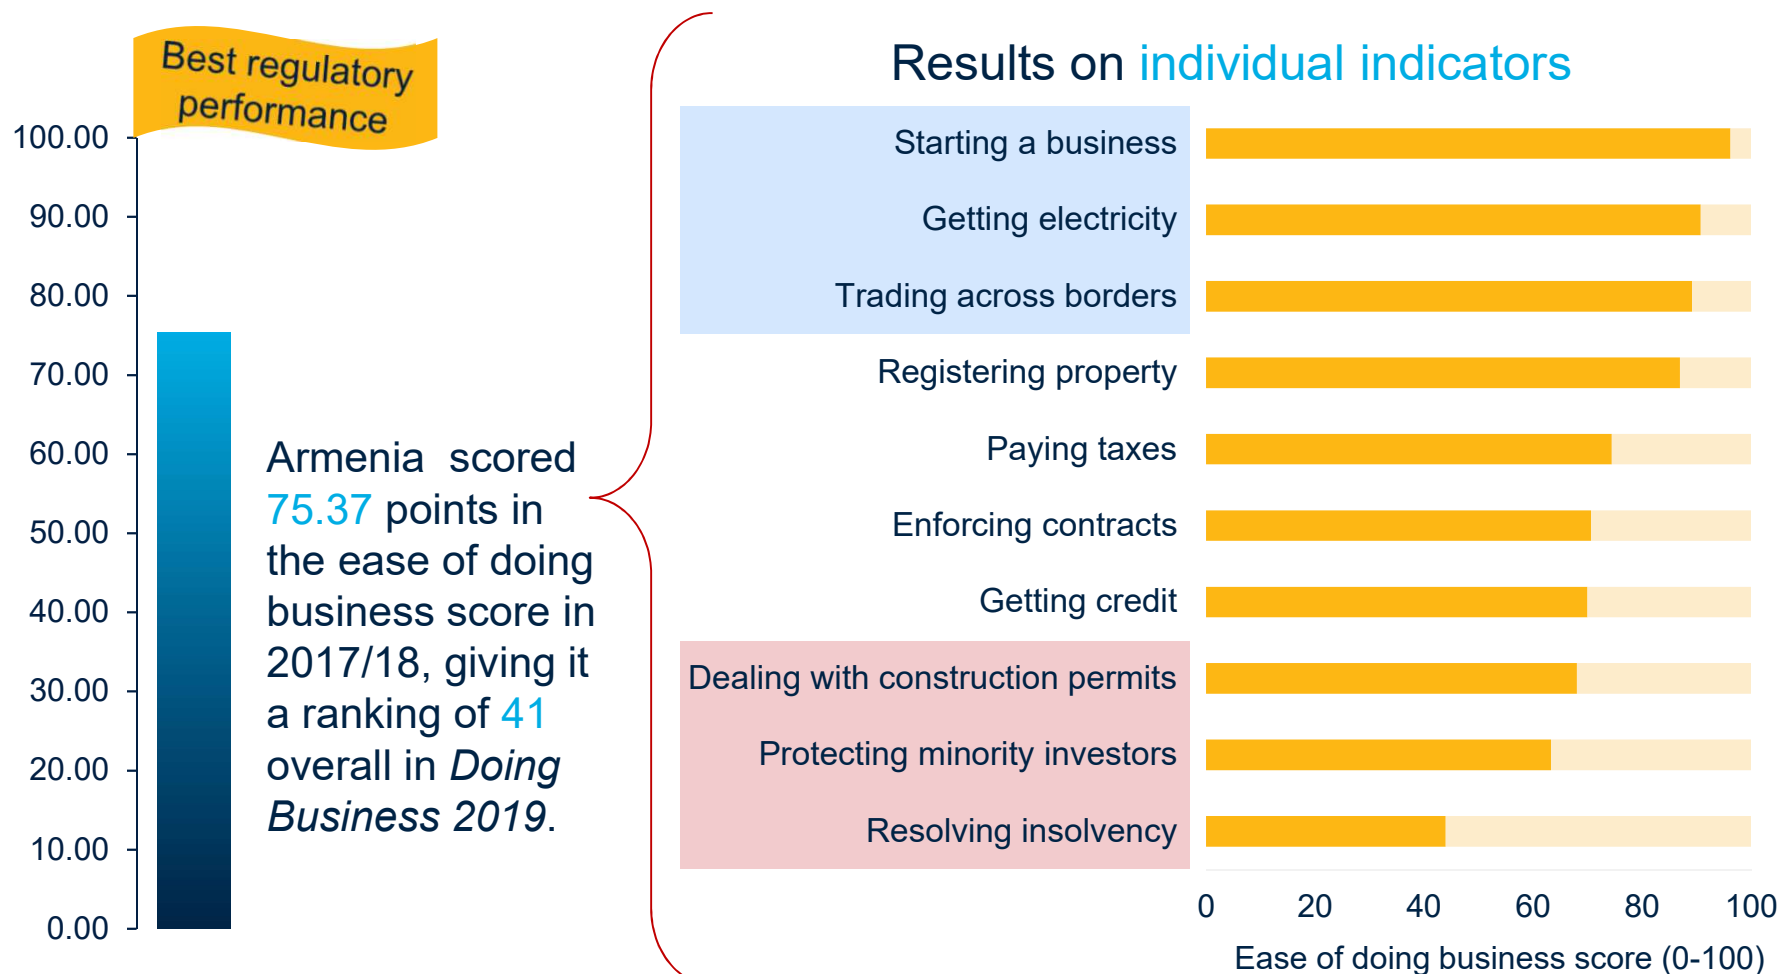 Best regulatory
performance
100.00
90.00
80.00
70.00
60.00
50.00
40.00
30.00
20.00
10.00
0.00
Armenia scored
75.37 points in
the ease of doing
business score in
2017/18, giving it
a ranking of 41
overall in Doing
Business 2019.
Results on individual indicators
Starting a business
Getting electricity
Trading across borders
Registering property
Paying taxes
Enforcing contracts
Getting credit
Dealing with construction permits
Protecting minority investors
Resolving insolvency
0 20 40 60 80 100
Ease of doing business score (0-100)